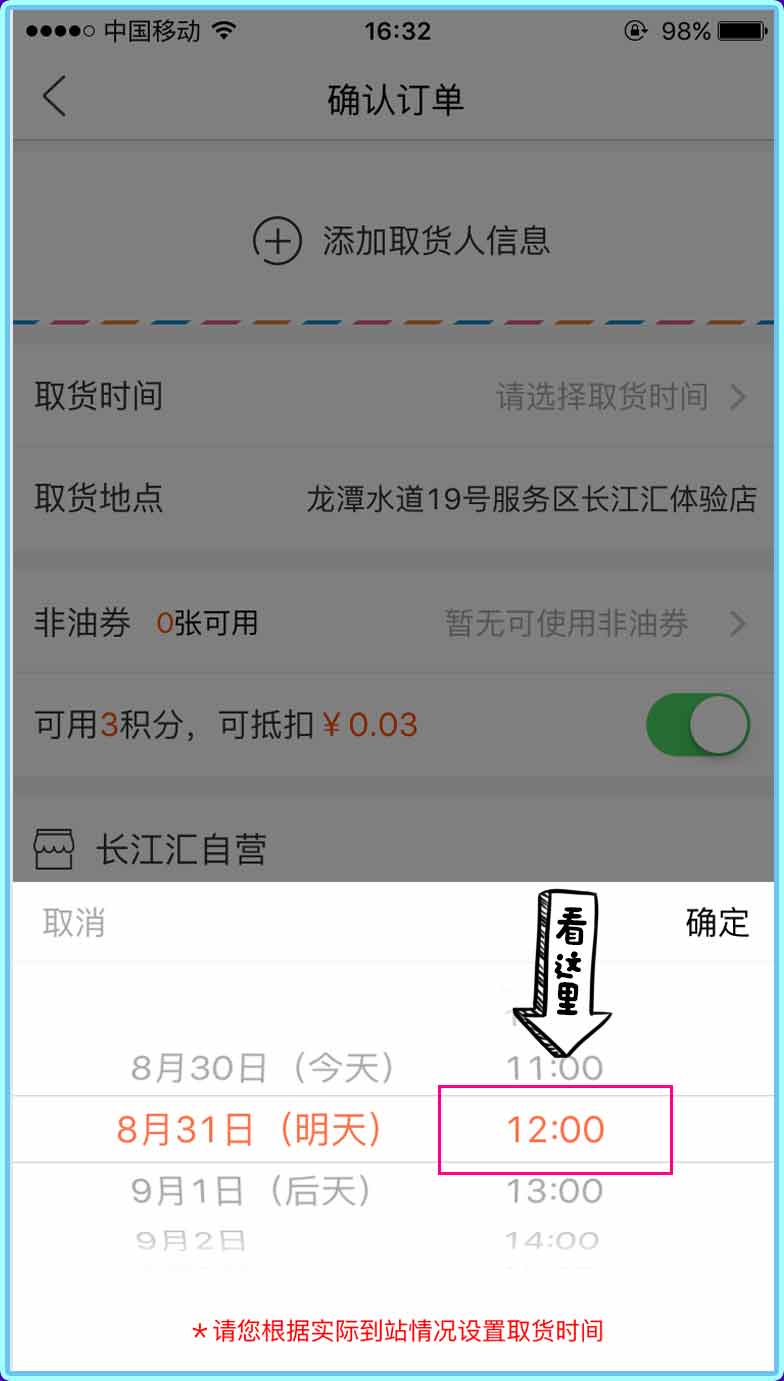 中国移动 16:32 98%
确认订单
添加取货人信息
取货时间 请选择取货时间
取货地点 龙潭水道19号服务区长江汇体验店
非油券 0张可用 暂无可使用非油券
可用3积分，可抵扣￥0.03
长江汇自营
取消 确定
看这里
8月30日（今天） 11:00
8月31日（明天） 12:00
9月1日（后天） 13:00
9月2日 14:00
*请您根据实际到站情况设置取货时间